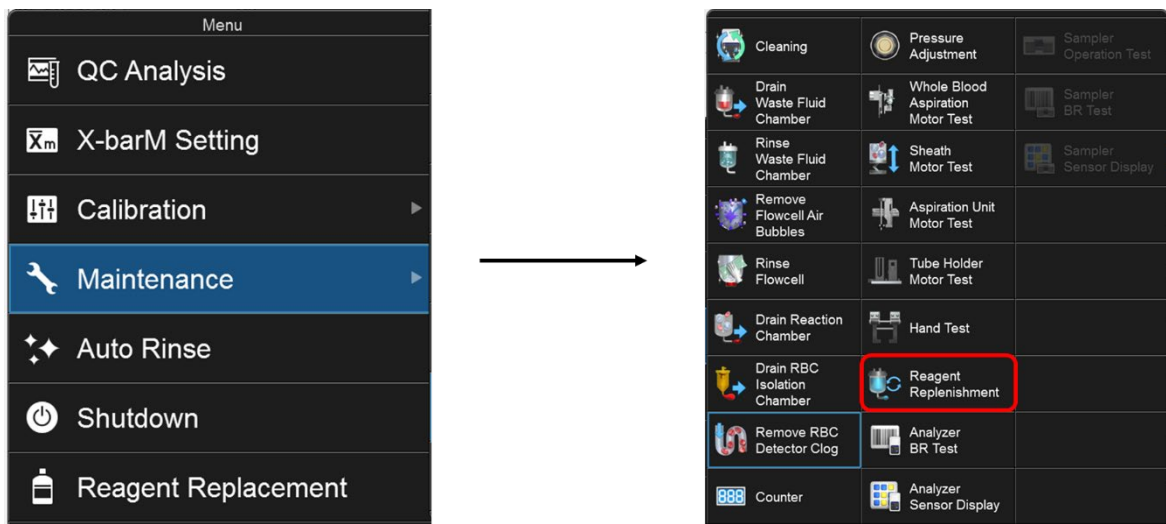 Menu
QC Analysis
X̄m X-barM Setting
Calibration
Maintenance
Auto Rinse
Shutdown
Reagent Replacement
Cleaning
Drain
Waste Fluid
Chamber
Rinse
Waste Fluid
Chamber
Remove
Flowcell Air
Bubbles
Rinse
Flowcell
Drain Reaction
Chamber
Drain RBC
Isolation
Chamber
Remove RBC
Detector Clog
888 Counter
Pressure
Adjustment
Whole Blood
Aspiration
Motor Test
Sheath
Motor Test
Aspiration Unit
Motor Test
Tube Holder
Motor Test
Hand Test
Reagent
Replenishment
Analyzer
BR Test
Analyzer
Sensor Display
Sampler
Operation Test
Sampler
BR Test
Sampler
Sensor Display